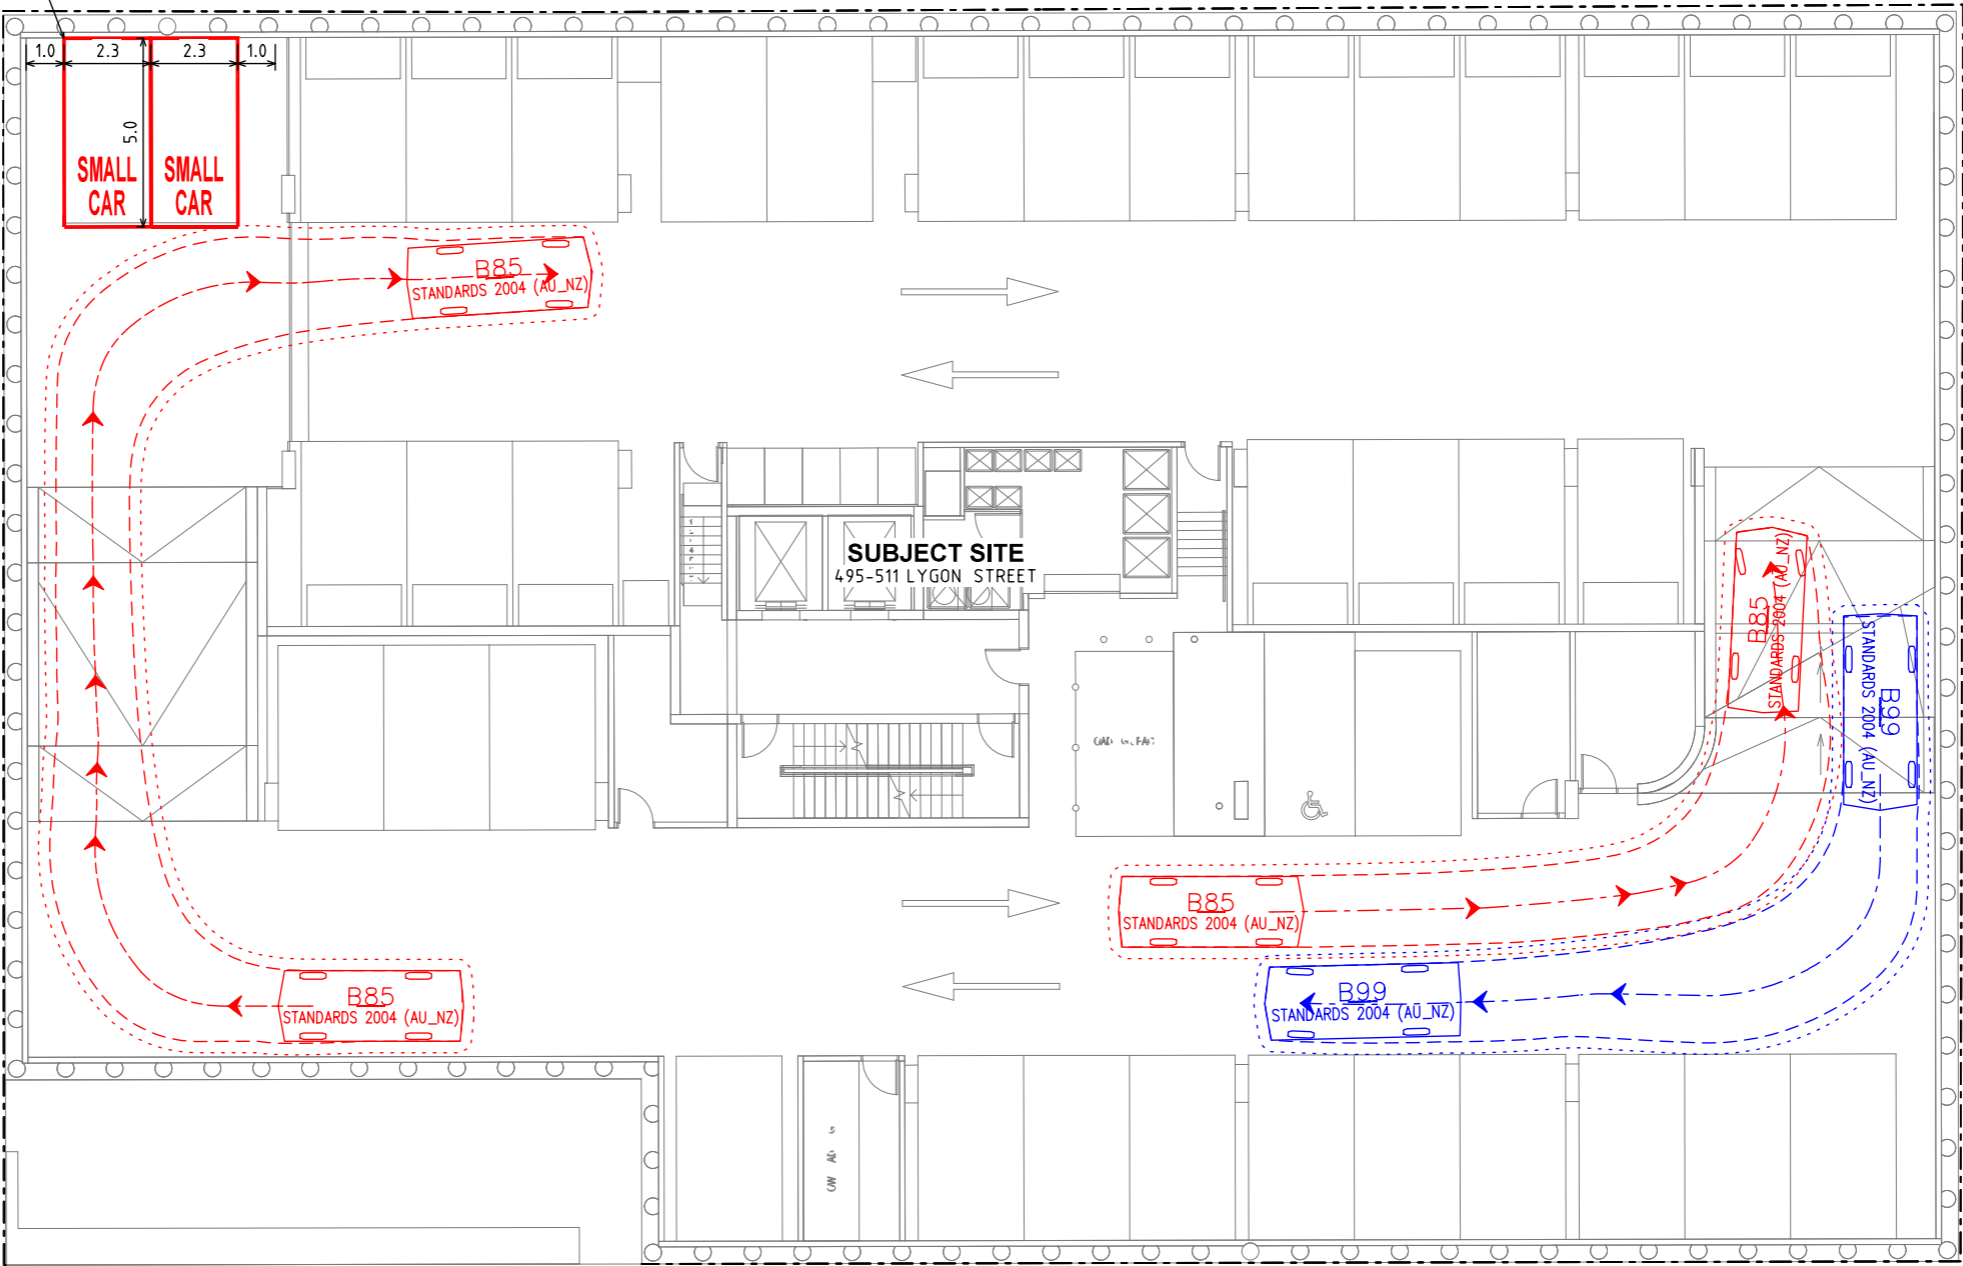 1.0 2.3 2.3 1.0
5.0
SMALL
CAR
SMALL
CAR
B85
STANDARDS 2004 (AU_NZ)
SUBJECT SITE
495-511 LYGON STREET
B85
STANDARDS 2004 (AU_NZ)
B99
STANDARDS 2004 (AU_NZ)
B85
STANDARDS 2004 (AU_NZ)
B99
STANDARDS 2004 (AU_NZ)
B85
STANDARDS 2004 (AU_NZ)